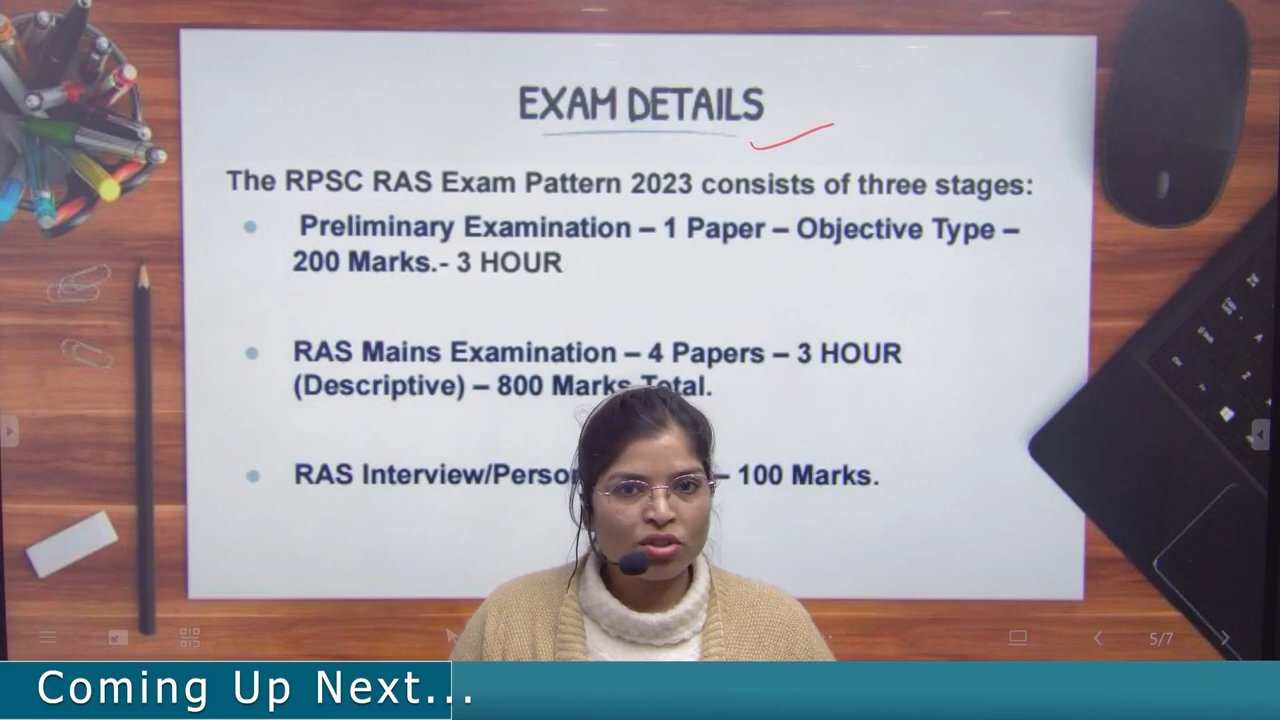 EXAM DETAILS
The RPSC RAS Exam Pattern 2023 consists of three stages:
• Preliminary Examination – 1 Paper – Objective Type –
200 Marks.- 3 HOUR
• RAS Mains Examination – 4 Papers – 3 HOUR
(Descriptive) – 800 Marks Total.
• RAS Interview/ – 100 Marks.
5/7
Coming Up Next...